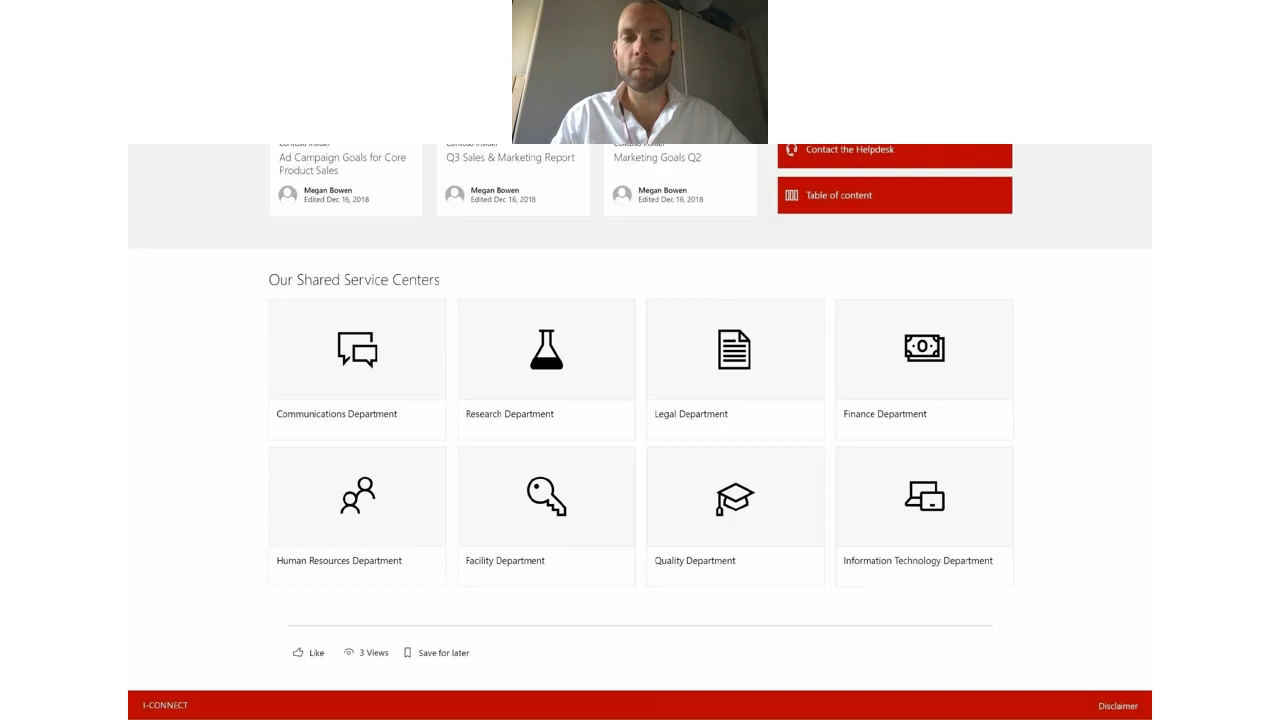 Ad Campaign Goals for Core
Product Sales
Megan Bowen
Edited Dec 16, 2018
Q3 Sales & Marketing Report
Megan Bowen
Edited Dec 16, 2018
Marketing Goals Q2
Megan Bowen
Edited Dec 16, 2018
Contact the Helpdesk
Table of content
Our Shared Service Centers
Communications Department
Research Department
Legal Department
Finance Department
Human Resources Department
Facility Department
Quality Department
Information Technology Department
Like
3 Views
Save for later
I-CONNECT
Disclaimer